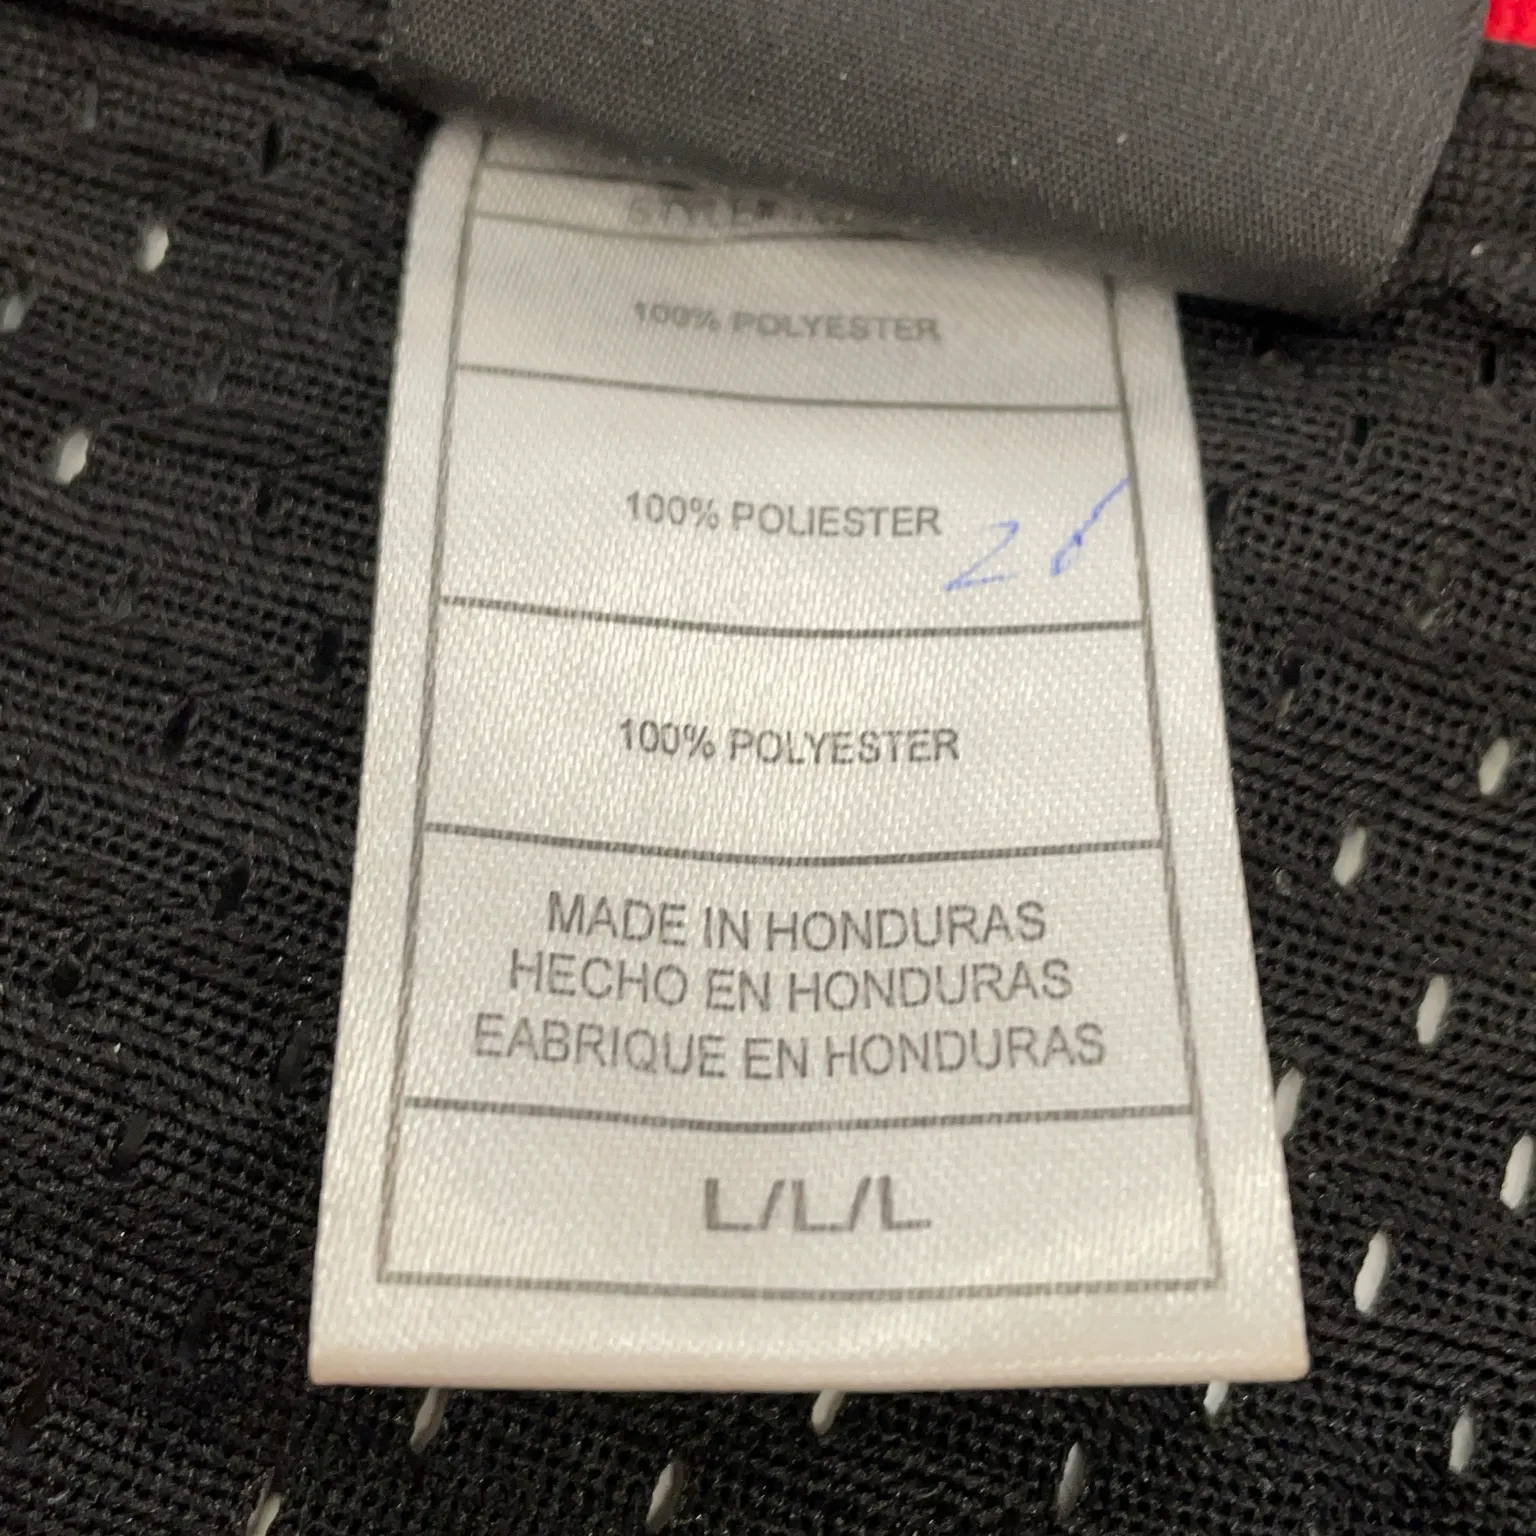 100% POLYESTER
100% POLIESTER
100% POLYESTER
MADE IN HONDURAS
HECHO EN HONDURAS
EABRIQUE EN HONDURAS
L/L/L